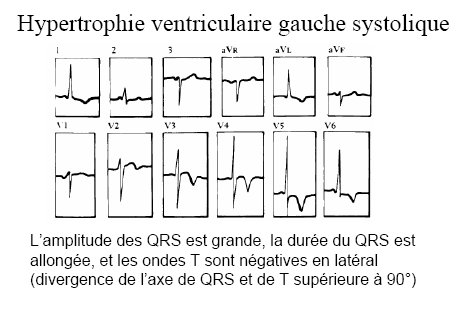 Hypertrophie ventriculaire gauche systolique
1 2 3 aVR aVL aVF
V1 V2 V3 V4 V5 V6
L'amplitude des QRS est grande, la durée du QRS est
allongée, et les ondes T sont négatives en latéral
(divergence de l'axe de QRS et de T supérieure à 90°)